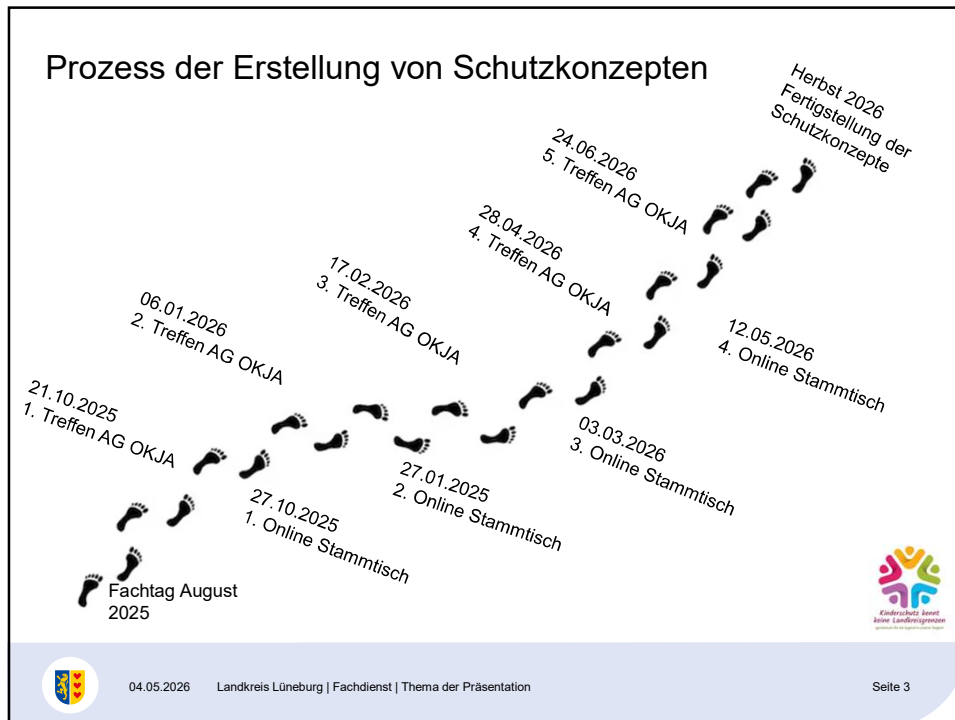 Prozess der Erstellung von Schutzkonzepten
Herbst 2026
Fertigstellung der
Schutzkonzepte
24.06.2026
5. Treffen AG OKJA
28.04.2026
4. Treffen AG OKJA
17.02.2026
3. Treffen AG OKJA
06.01.2026
2. Treffen AG OKJA
21.10.2025
1. Treffen AG OKJA
12.05.2026
4. Online Stammtisch
03.03.2026
3. Online Stammtisch
27.01.2025
2. Online Stammtisch
27.10.2025
1. Online Stammtisch
Fachtag August
2025
Kinderschutz kennt
keine Landkreisgrenzen
04.05.2026
Landkreis Lüneburg | Fachdienst | Thema der Präsentation
Seite 3